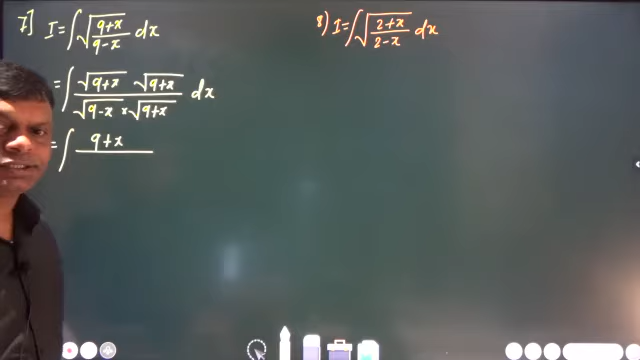 7] I = ∫ √(9+x / 9-x) dx
= ∫ √(9+x) √(9+x) / √(9-x) × √(9+x) dx
= ∫ 9+x
8) I = ∫ √(2+x / 2-x) dx